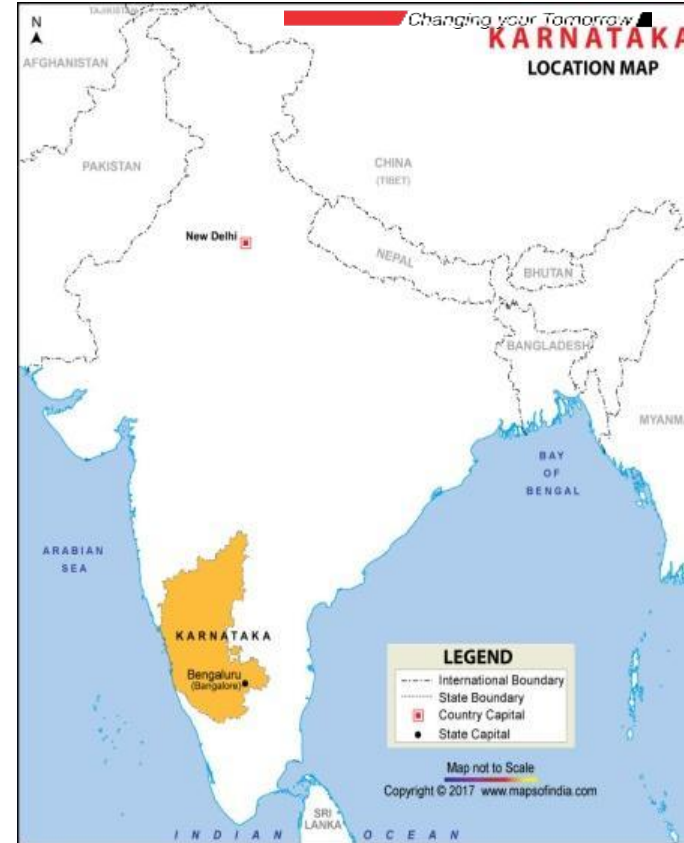 Changing your Tomorrow
KARNATAKA
LOCATION MAP
N
TAJIKISTAN
AFGHANISTAN
PAKISTAN
CHINA
(TIBET)
New Delhi
NEPAL
BHUTAN
BANGLADESH
MYANM
BAY
OF
BENGAL
ARABIAN
SEA
KARNATAKA
Bengaluru
(Bangalore)
LEGEND
International Boundary
State Boundary
Country Capital
State Capital
Map not to Scale
Copyright © 2017 www.mapsofindia.com
SRI
LANKA
INDIAN OCEAN